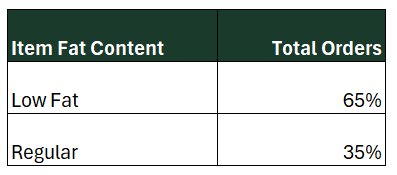 Item Fat Content Total Orders
Low Fat 65%
Regular 35%